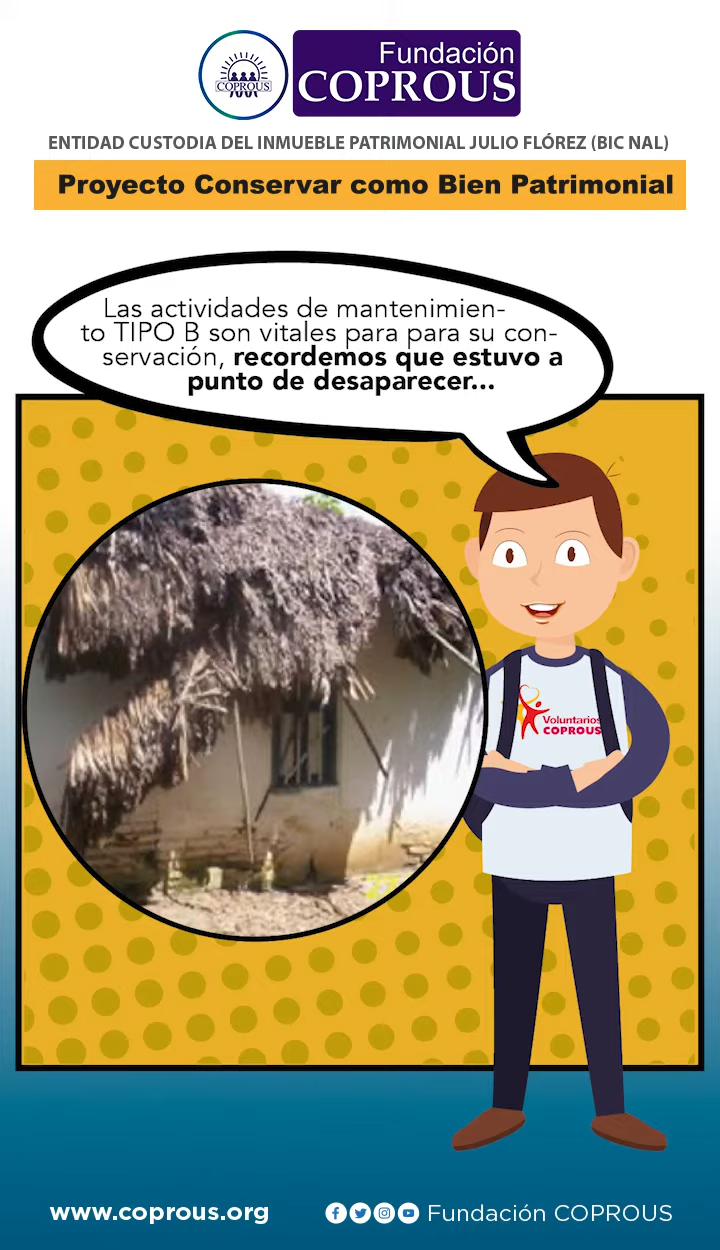 COPROUS
Fundación
COPROUS
ENTIDAD CUSTODIA DEL INMUEBLE PATRIMONIAL JULIO FLÓREZ (BIC NAL)
Proyecto Conservar como Bien Patrimonial
Las actividades de mantenimien-
to TIPO B son vitales para para su con-
servación, recordemos que estuvo a
punto de desaparecer...
Voluntarios
COPROUS
www.coprous.org
Fundación COPROUS